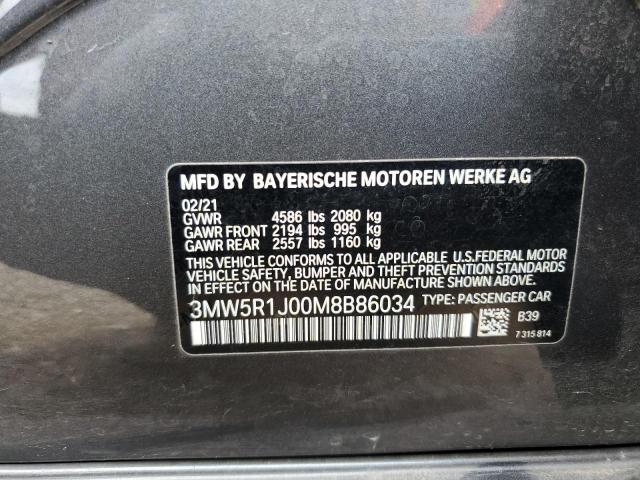 MFD BY BAYERISCHE MOTOREN WERKE AG
02/21
GVWR 4586 lbs 2080 kg
GAWR FRONT 2194 lbs 995 kg
GAWR REAR 2557 lbs 1160 kg
THIS VEHICLE CONFORMS TO ALL APPLICABLE U.S.FEDERAL MOTOR
VEHICLE SAFETY, BUMPER AND THEFT PREVENTION STANDARDS
IN EFFECT ON THE DATE OF MANUFACTURE SHOWN ABOVE.
3MW5R1J00M8B86034 TYPE: PASSENGER CAR
B39
7 315 814